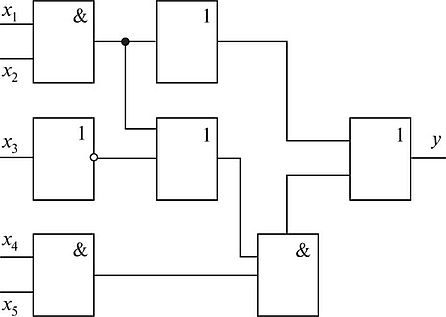 x₁ & 1
x₂
x₃ 1 1 1 y
x₄ & &
x₅